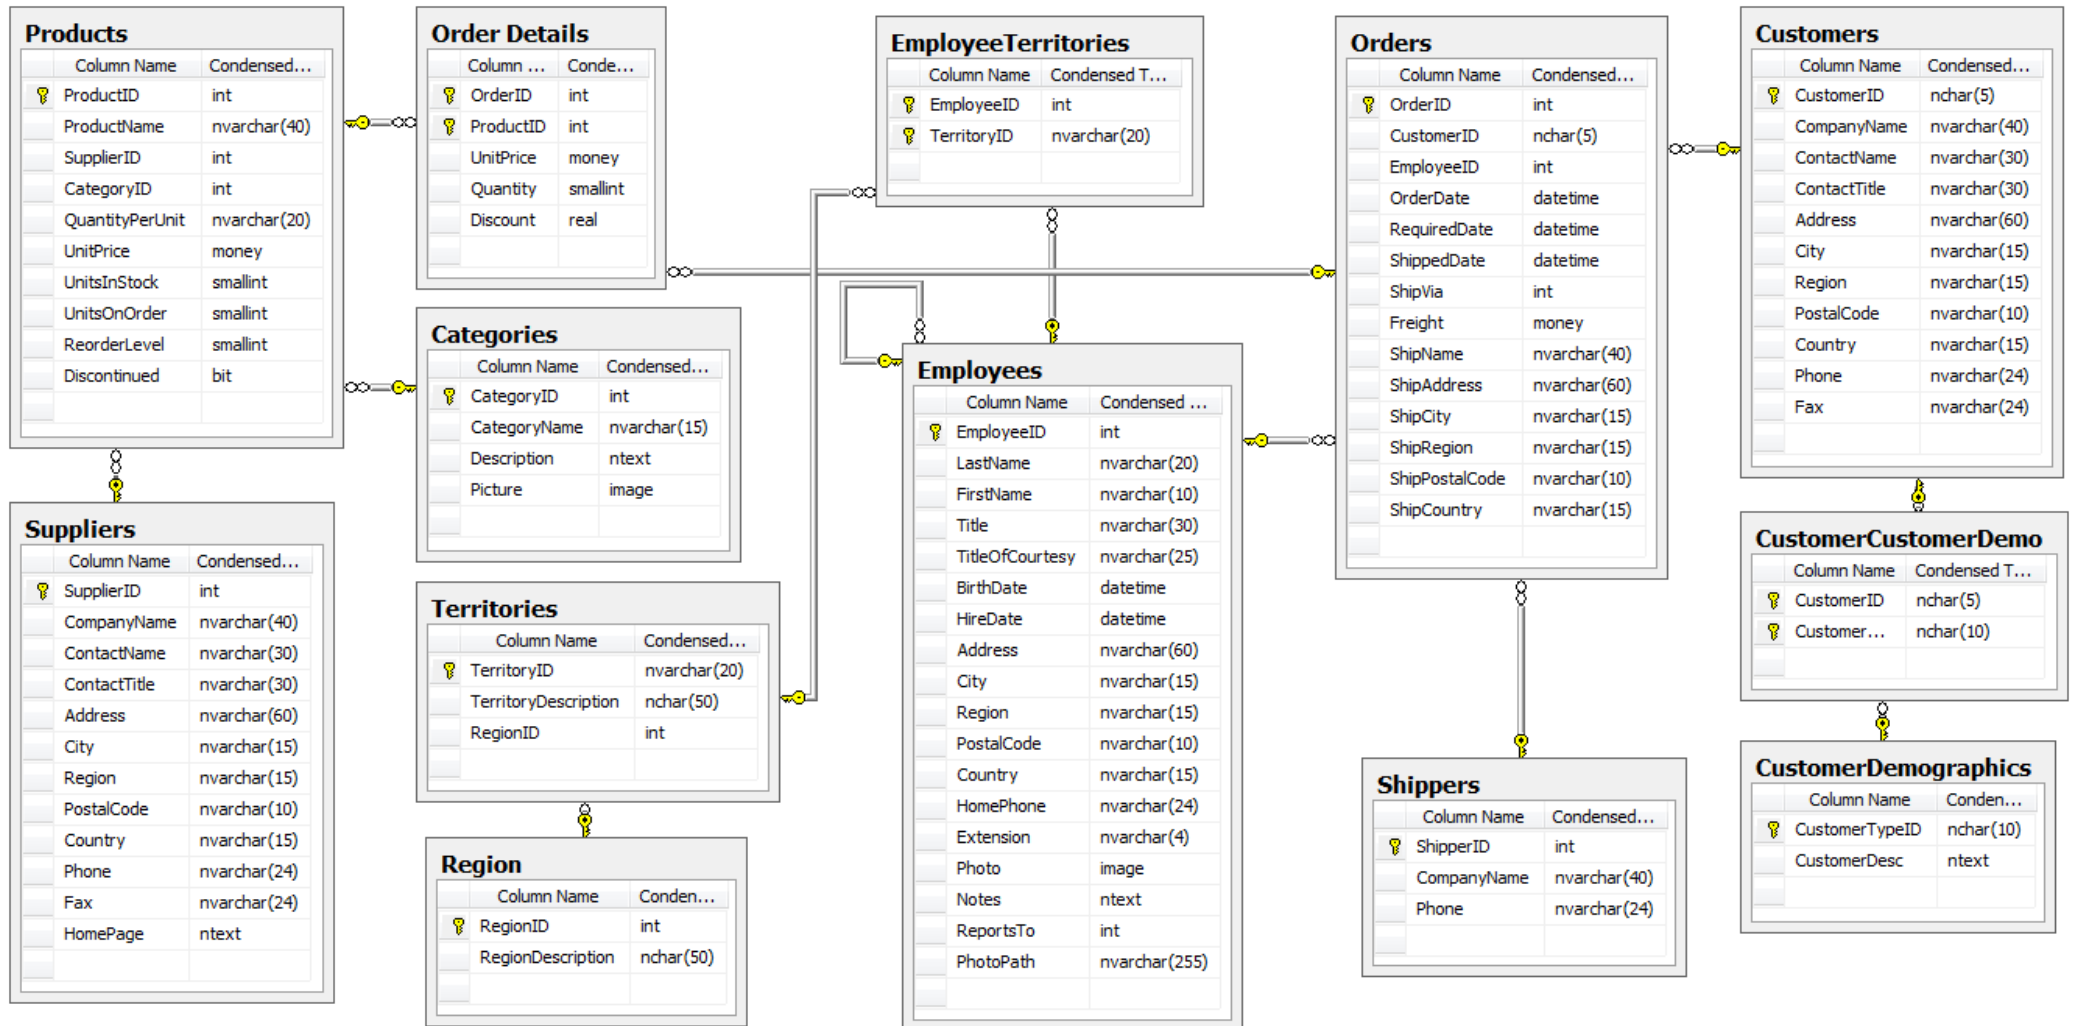 Products
Column Name Condensed...
ProductID int
ProductName nvarchar(40)
SupplierID int
CategoryID int
QuantityPerUnit nvarchar(20)
UnitPrice money
UnitsInStock smallint
UnitsOnOrder smallint
ReorderLevel smallint
Discontinued bit
Suppliers
Column Name Condensed...
SupplierID int
CompanyName nvarchar(40)
ContactName nvarchar(30)
ContactTitle nvarchar(30)
Address nvarchar(60)
City nvarchar(15)
Region nvarchar(15)
PostalCode nvarchar(10)
Country nvarchar(15)
Phone nvarchar(24)
Fax nvarchar(24)
HomePage ntext
Order Details
Column ... Conde...
OrderID int
ProductID int
UnitPrice money
Quantity smallint
Discount real
Categories
Column Name Condensed...
CategoryID int
CategoryName nvarchar(15)
Description ntext
Picture image
Territories
Column Name Condensed...
TerritoryID nvarchar(20)
TerritoryDescription nchar(50)
RegionID int
Region
Column Name Conden...
RegionID int
RegionDescription nchar(50)
EmployeeTerritories
Column Name Condensed T...
EmployeeID int
TerritoryID nvarchar(20)
Employees
Column Name Condensed ...
EmployeeID int
LastName nvarchar(20)
FirstName nvarchar(10)
Title nvarchar(30)
TitleOfCourtesy nvarchar(25)
BirthDate datetime
HireDate datetime
Address nvarchar(60)
City nvarchar(15)
Region nvarchar(15)
PostalCode nvarchar(10)
Country nvarchar(15)
HomePhone nvarchar(24)
Extension nvarchar(4)
Photo image
Notes ntext
ReportsTo int
PhotoPath nvarchar(255)
Orders
Column Name Condensed...
OrderID int
CustomerID nchar(5)
EmployeeID int
OrderDate datetime
RequiredDate datetime
ShippedDate datetime
ShipVia int
Freight money
ShipName nvarchar(40)
ShipAddress nvarchar(60)
ShipCity nvarchar(15)
ShipRegion nvarchar(15)
ShipPostalCode nvarchar(10)
ShipCountry nvarchar(15)
Shippers
Column Name Condensed...
ShipperID int
CompanyName nvarchar(40)
Phone nvarchar(24)
Customers
Column Name Condensed...
CustomerID nchar(5)
CompanyName nvarchar(40)
ContactName nvarchar(30)
ContactTitle nvarchar(30)
Address nvarchar(60)
City nvarchar(15)
Region nvarchar(15)
PostalCode nvarchar(10)
Country nvarchar(15)
Phone nvarchar(24)
Fax nvarchar(24)
CustomerCustomerDemo
Column Name Condensed T...
CustomerID nchar(5)
Customer... nchar(10)
CustomerDemographics
Column Name Conden...
CustomerTypeID nchar(10)
CustomerDesc ntext